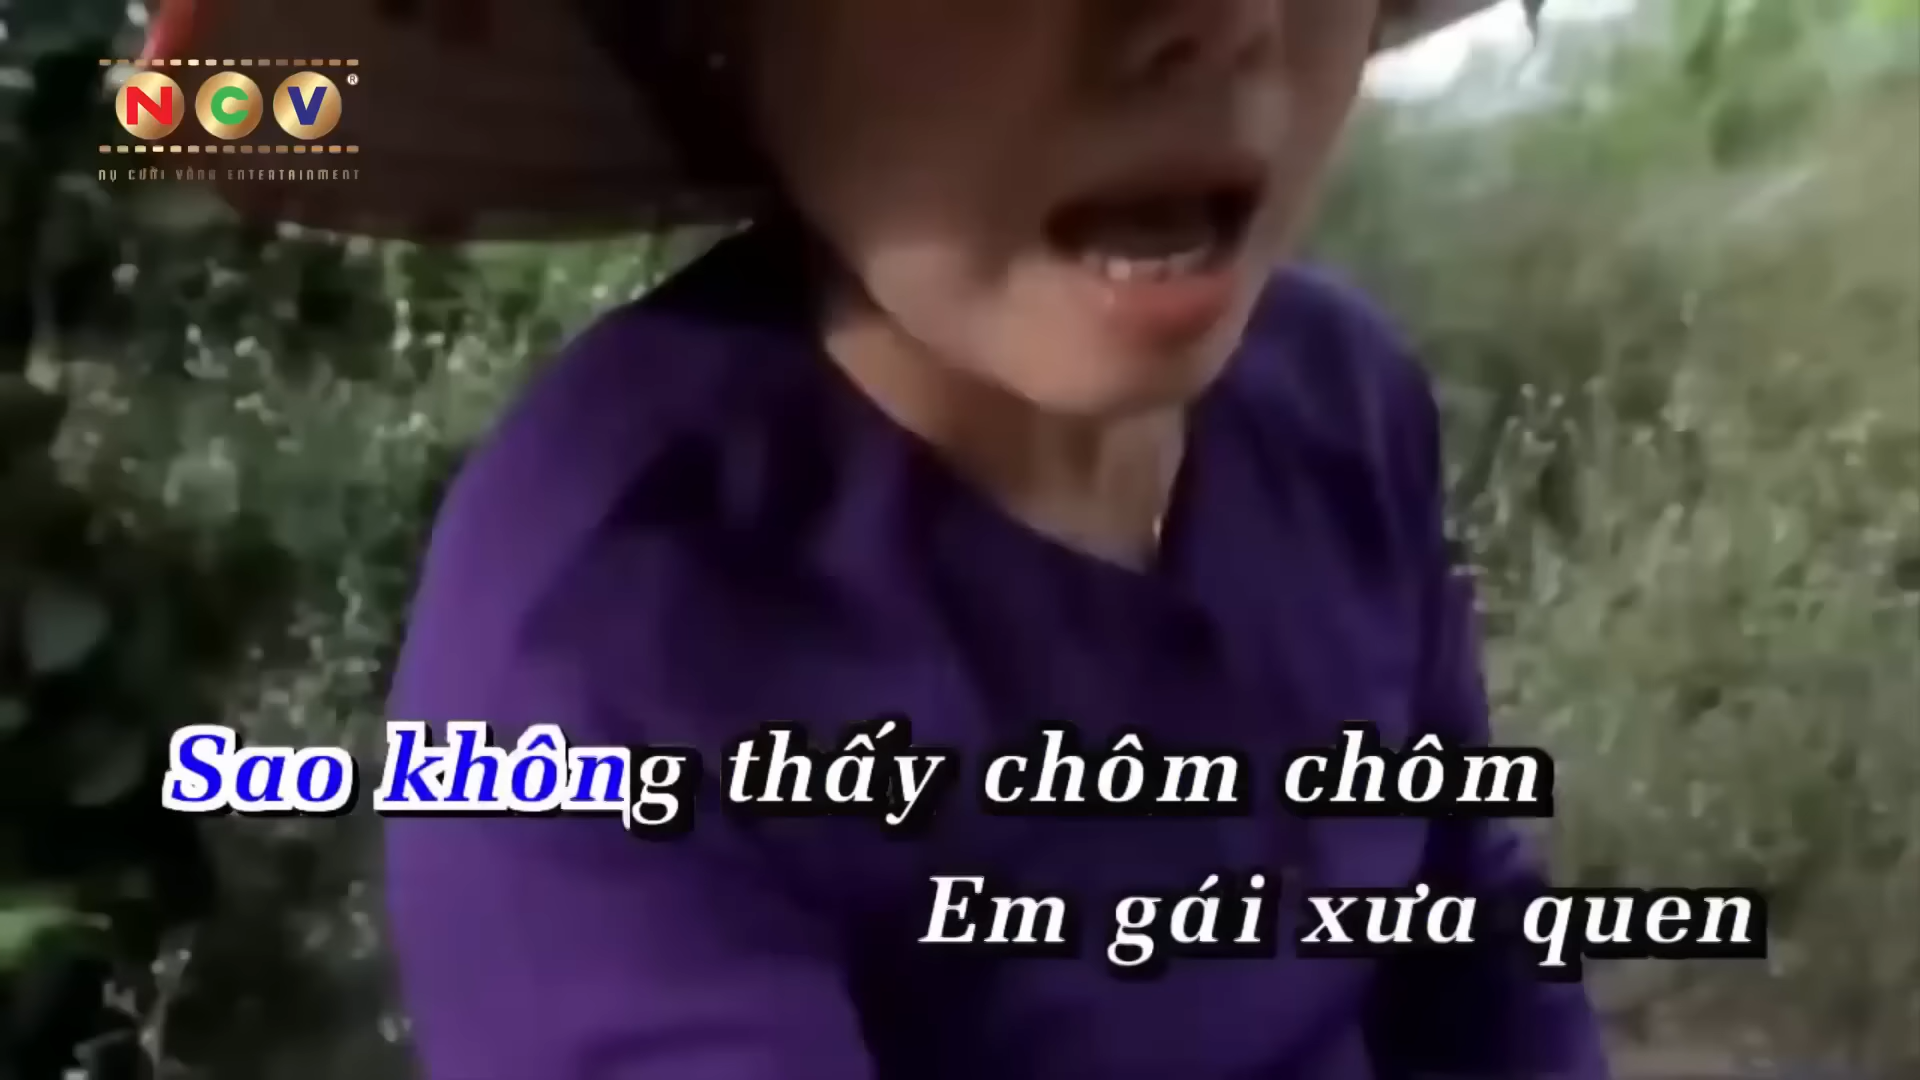 NCV®
NỤ CƯỜI VÀNG ENTERTAINMENT
Sao không thấy chôm chôm
Em gái xưa quen